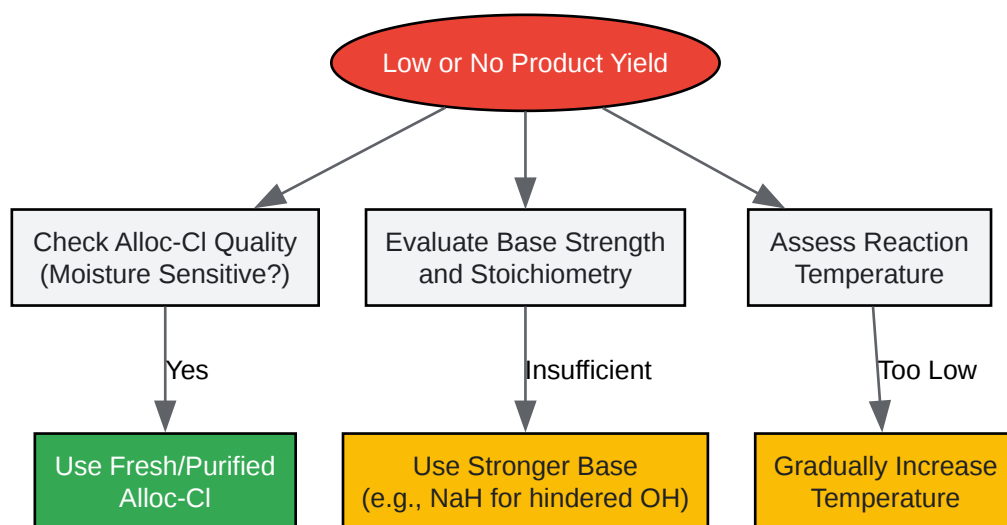 Low or No Product Yield
Check Alloc-Cl Quality
(Moisture Sensitive?)
Evaluate Base Strength
and Stoichiometry
Assess Reaction
Temperature
Yes
Insufficient
Too Low
Use Fresh/Purified
Alloc-Cl
Use Stronger Base
(e.g., NaH for hindered OH)
Gradually Increase
Temperature